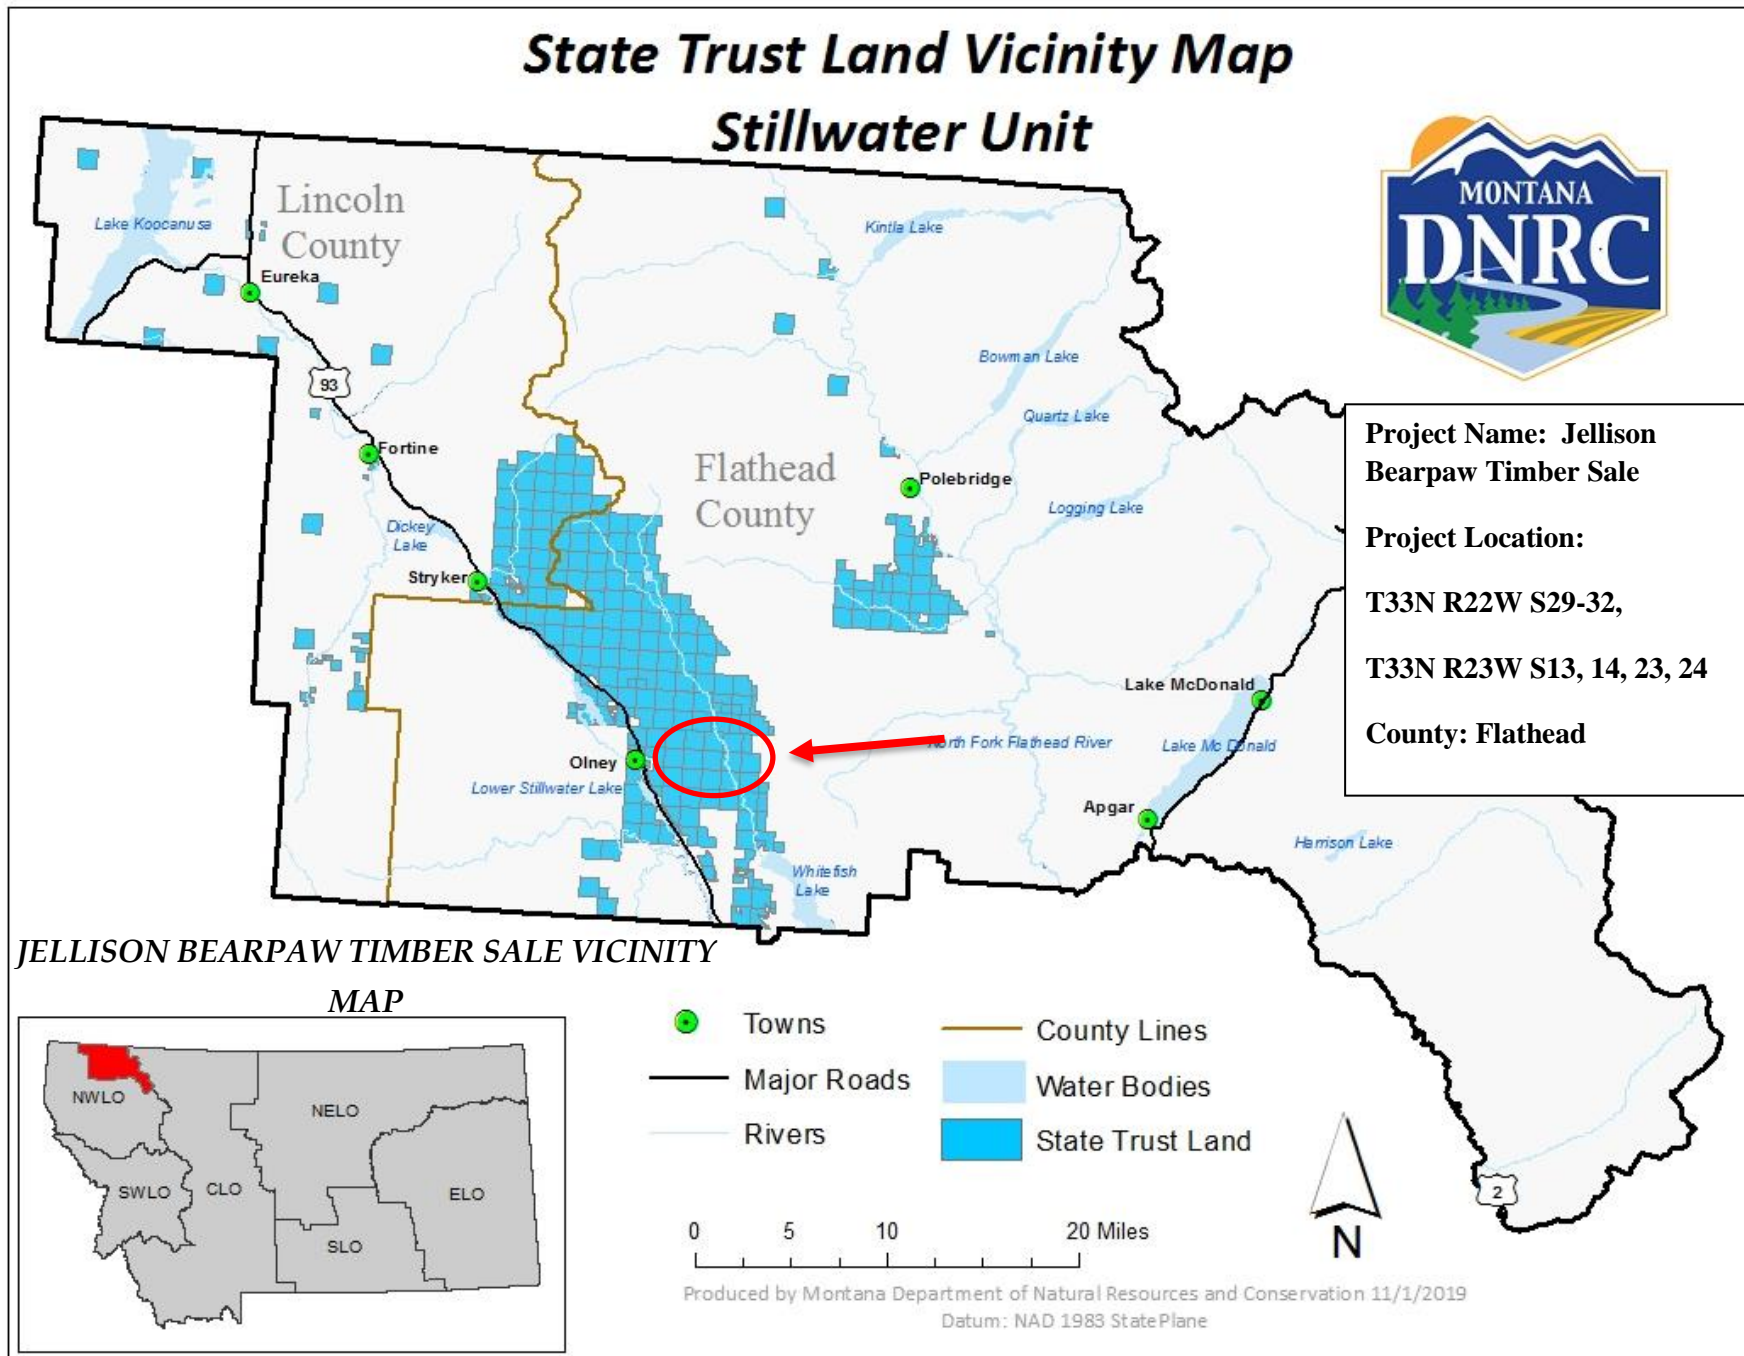 State Trust Land Vicinity Map
Stillwater Unit
MONTANA
DNRC
Lincoln
County
Lake Koocanusa
Eureka
Kintla Lake
93
Bowman Lake
Quartz Lake
Fortine
Flathead
County
Polebridge
Logging Lake
Dickey
Lake
Stryker
Project Name: Jellison
Bearpaw Timber Sale
Project Location:
T33N R22W S29-32,
T33N R23W S13, 14, 23, 24
County: Flathead
Lake McDonald
North Fork Flathead River
Lake Mc Donald
Olney
Lower Stillwater Lake
Apgar
Harrison Lake
Whitefish
Lake
JELLISON BEARPAW TIMBER SALE VICINITY
MAP
NWLO
NELO
SWLO
CLO
ELO
SLO
Towns
Major Roads
Rivers
County Lines
Water Bodies
State Trust Land
2
N
0 5 10 20 Miles
Produced by Montana Department of Natural Resources and Conservation 11/1/2019
Datum: NAD 1983 StatePlane